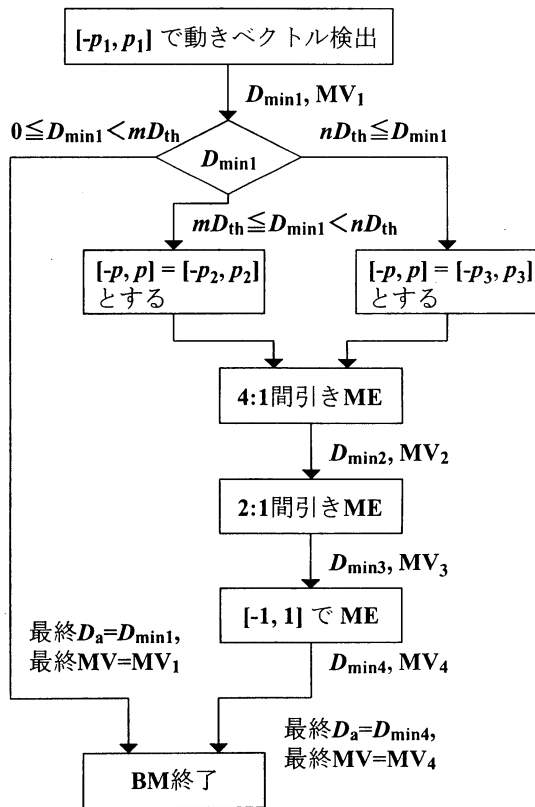 [-p1, p1] で動きベクトル検出
Dmin1, MV1
0≦Dmin1<mDth
nDth≦Dmin1
Dmin1
mDth≦Dmin1<nDth
[-p, p] = [-p2, p2]
とする
[-p, p] = [-p3, p3]
とする
4:1間引きME
Dmin2, MV2
2:1間引きME
Dmin3, MV3
[-1, 1] で ME
最終Da=Dmin1,
最終MV=MV1
Dmin4, MV4
最終Da=Dmin4,
最終MV=MV4
BM終了